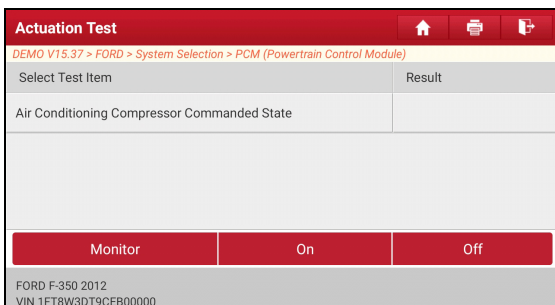 Actuation Test
DEMO V15.37 > FORD > System Selection > PCM (Powertrain Control Module)
Select Test Item Result
Air Conditioning Compressor Commanded State
Monitor On Off
FORD F-350 2012
VIN 1FT8W3DT9CEB00000